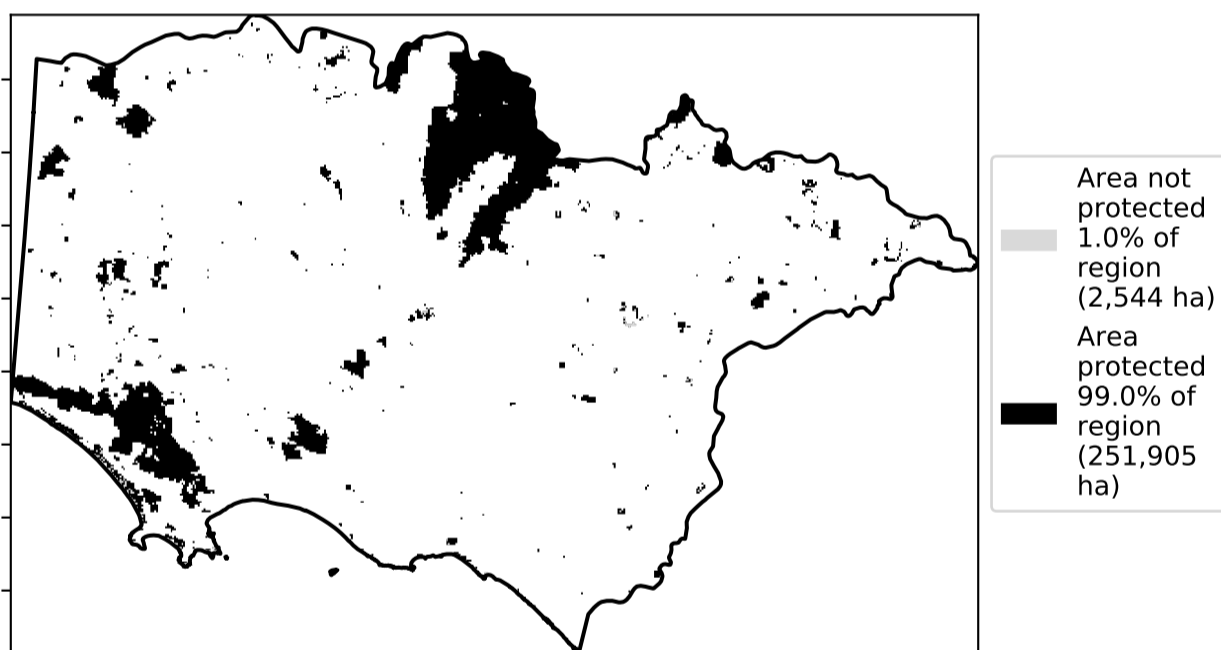 Area not
protected
1.0% of
region
(2,544 ha)
Area
protected
99.0% of
region
(251,905
ha)